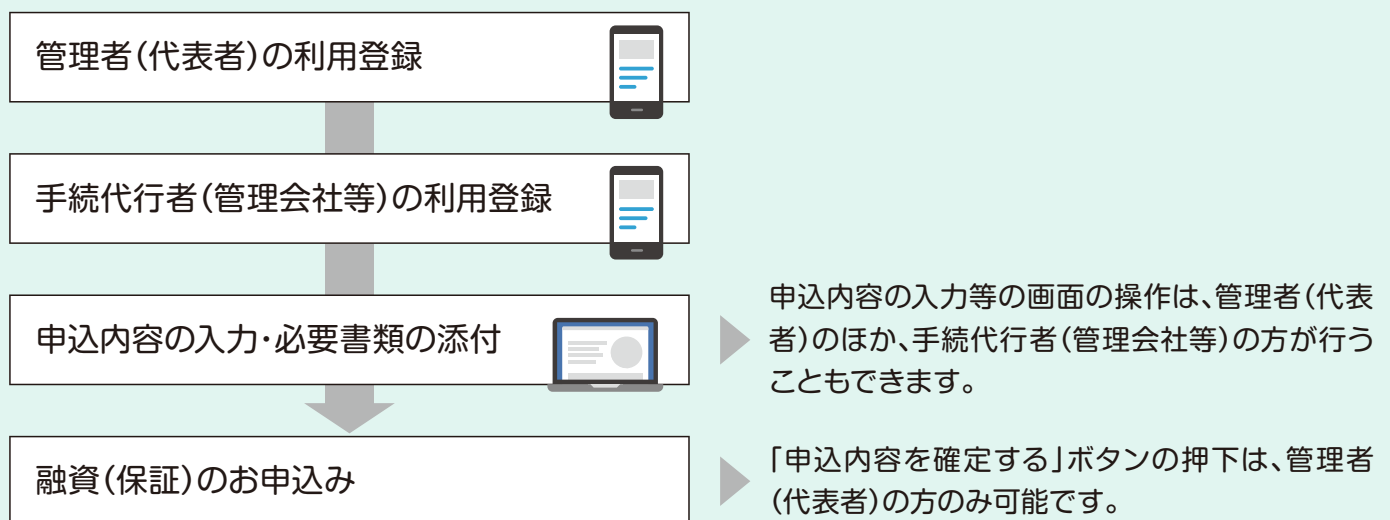 管理者(代表者)の利用登録
手続代行者(管理会社等)の利用登録
申込内容の入力・必要書類の添付
申込内容の入力等の画面の操作は、管理者(代表
者)のほか、手続代行者(管理会社等)の方が行う
こともできます。
融資(保証)のお申込み
「申込内容を確定する」ボタンの押下は、管理者
(代表者)の方のみ可能です。